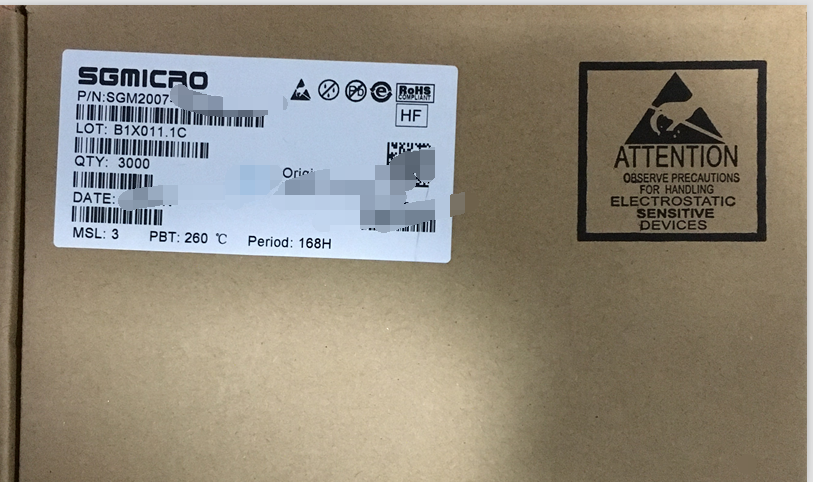 SGMICRO
P/N:SGM2007-
LOT: B1X011.1C
QTY: 3000
DATE:
MSL: 3 PBT: 260 ℃ Period: 168H
Pb
e
RoHS
COMPLIANT
HF
ATTENTION
OBSERVE PRECAUTIONS
FOR HANDLING
ELECTROSTATIC
SENSITIVE
DEVICES